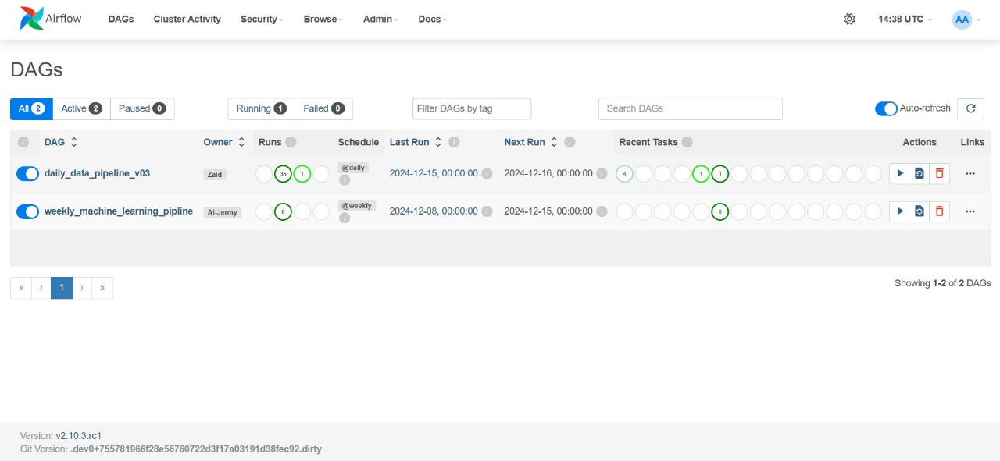 Airflow DAGs Cluster Activity Security Browse Admin Docs 14:38 UTC AA
DAGs
All 2 Active 2 Paused 0 Running 1 Failed 0 Filter DAGs by tag Search DAGs Auto-refresh
DAG Owner Runs Schedule Last Run Next Run Recent Tasks Actions Links
daily_data_pipeline_v03 Zaid 35 1 @daily 2024-12-15, 00:00:00 2024-12-16, 00:00:00 4 1 1
weekly_machine_learning_pipline Al-Jermy 8 @weekly 2024-12-08, 00:00:00 2024-12-15, 00:00:00 8
« ‹ 1 › » Showing 1-2 of 2 DAGs
Version: v2.10.3.rc1
Git Version: .dev0+755781966f28e56760722d3f17a03191d38fec92.dirty